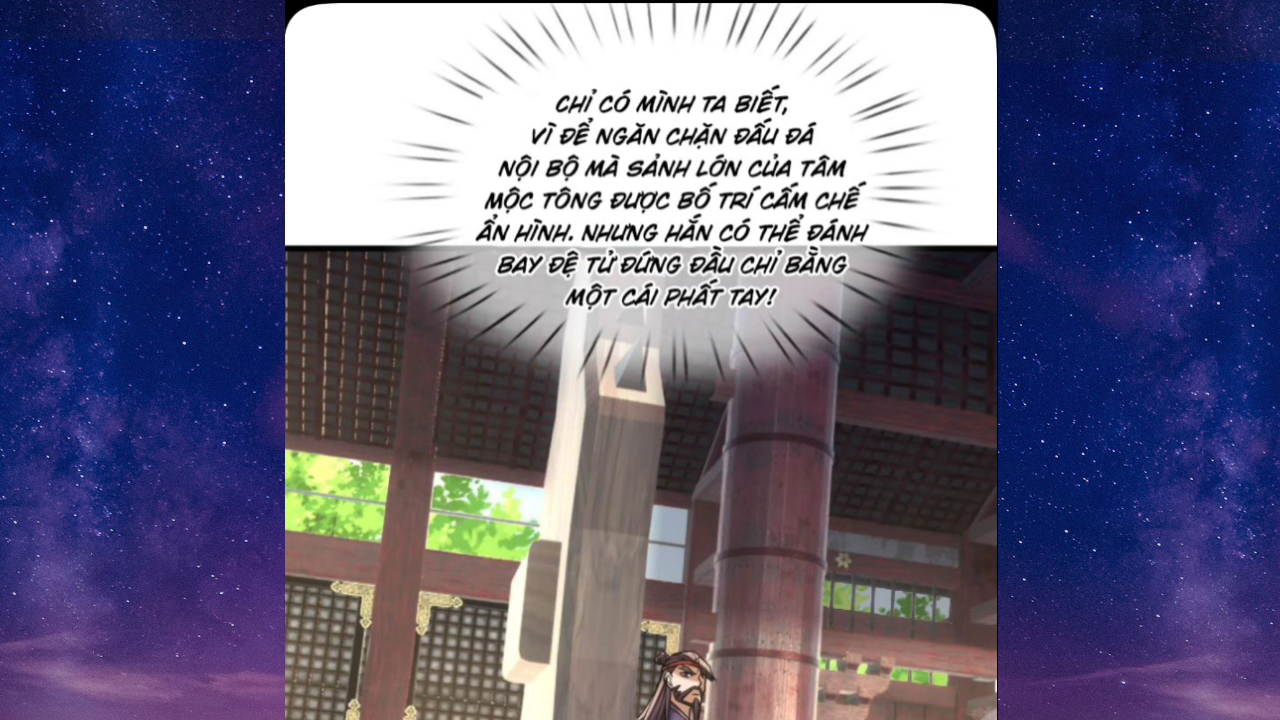 CHỈ CÓ MÌNH TA BIẾT,
VÌ ĐỂ NGĂN CHẶN ĐẤU ĐÁ
NỘI BỘ MÀ SẢNH LỚN CỦA TÂM
MỘC TÔNG ĐƯỢC BỐ TRÍ CẤM CHẾ
ẨN HÌNH. NHƯNG HẮN CÓ THỂ ĐÁNH
BAY ĐỆ TỬ ĐỨNG ĐẦU CHỈ BẰNG
MỘT CÁI PHẤT TAY!